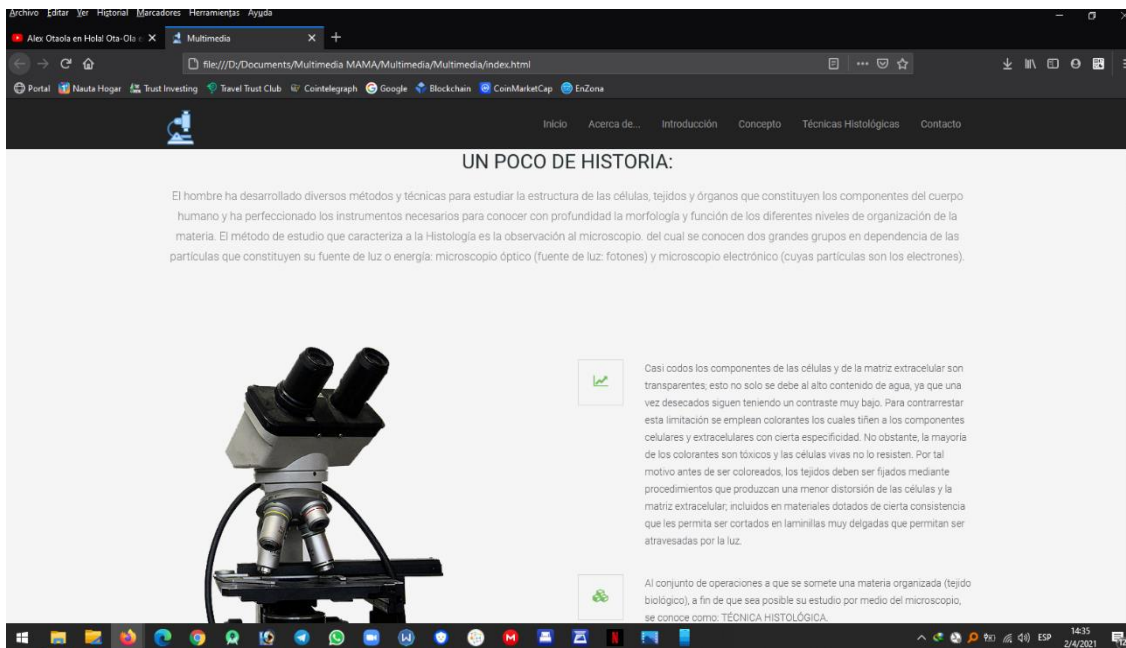 Archivo Editar Ver Historial Marcadores Herramientas Ayuda
Alex Otaola en Hola! Ota-Ola
Multimedia
file:///D:/Documents/Multimedia MAMA/Multimedia/Multimedia/index.html
Portal Nauta Hogar Trust Investing Travel Trust Club Cointelegraph Google Blockchain CoinMarketCap EnZona
Inicio Acerca de... Introducción Concepto Técnicas Histológicas Contacto
UN POCO DE HISTORIA:
El hombre ha desarrollado diversos métodos y técnicas para estudiar la estructura de las células, tejidos y órganos que constituyen los componentes del cuerpo
humano y ha perfeccionado los instrumentos necesarios para conocer con profundidad la morfología y función de los diferentes niveles de organización de la
materia. El método de estudio que caracteriza a la Histología es la observación al microscopio. del cual se conocen dos grandes grupos en dependencia de las
partículas que constituyen su fuente de luz o energía: microscopio óptico (fuente de luz: fotones) y microscopio electrónico (cuyas partículas son los electrones).
Casi codos los componentes de las células y de la matriz extracelular son
transparentes; esto no solo se debe al alto contenido de agua, ya que una
vez desecados siguen teniendo un contraste muy bajo. Para contrarrestar
esta limitación se emplean colorantes los cuales tiñen a los componentes
celulares y extracelulares con cierta especificidad. No obstante, la mayoría
de los colorantes son tóxicos y las células vivas no lo resisten. Por tal
motivo antes de ser coloreados, los tejidos deben ser fijados mediante
procedimientos que produzcan una menor distorsión de las células y la
matriz extracelular; incluidos en materiales dotados de cierta consistencia
que les permita ser cortados en laminillas muy delgadas que permitan ser
atravesadas por la luz.
Al conjunto de operaciones a que se somete una materia organizada (tejido
biológico), a fin de que sea posible su estudio por medio del microscopio,
se conoce como: TÉCNICA HISTOLÓGICA.
ESP
14:35
2/4/2021